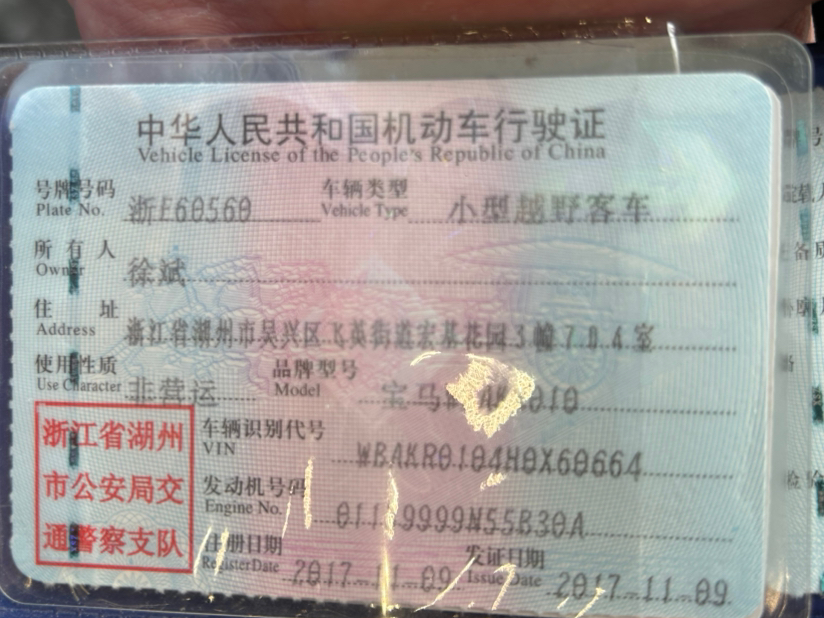 中华人民共和国机动车行驶证
Vehicle License of the People's Republic of China
号牌号码 浙E60560 车辆类型 小型越野客车
Plate No. Vehicle Type
所有人 徐斌
Owner
住址 浙江省湖州市吴兴区飞英街道宏基花园3幢704室
Address
使用性质 非营运 品牌型号 宝马
Use Character Model
浙江省湖州
市公安局交
通警察支队
车辆识别代号 WBAKR0104H0X60664
VIN
发动机号码
Engine No.
注册日期 2017-11-09 发证日期 2017-11-09
Register Date Issue Date